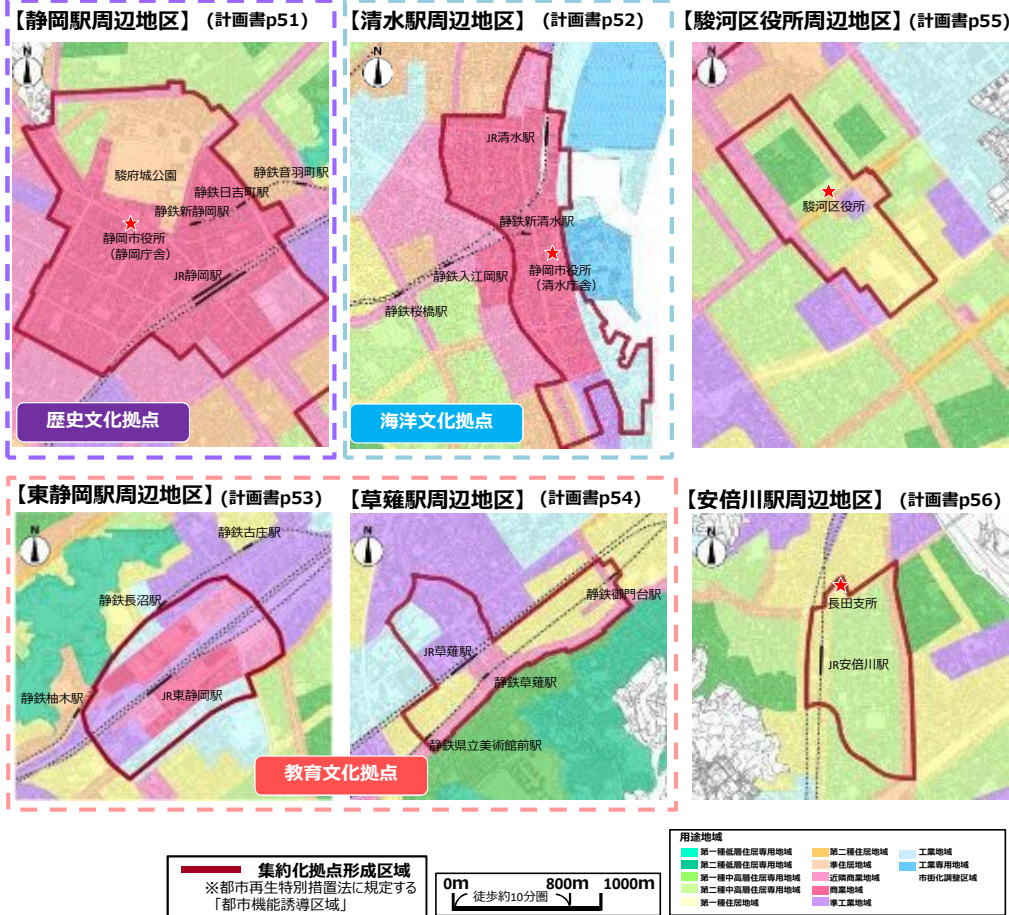 【静岡駅周辺地区】(計画書p51)
N
駿府城公園
静鉄音羽町駅
静鉄日吉町駅
静鉄新静岡駅
静岡市役所
(静岡庁舎)
JR静岡駅
歴史文化拠点
【清水駅周辺地区】(計画書p52)
N
JR清水駅
静鉄新清水駅
静岡市役所
(清水庁舎)
静鉄入江岡駅
静鉄桜橋駅
海洋文化拠点
【駿河区役所周辺地区】(計画書p55)
N
駿河区役所
【東静岡駅周辺地区】(計画書p53)
N
静鉄古庄駅
静鉄長沼駅
静鉄柚木駅
JR東静岡駅
【草薙駅周辺地区】(計画書p54)
N
静鉄御門台駅
JR草薙駅
静鉄草薙駅
静鉄県立美術館前駅
教育文化拠点
【安倍川駅周辺地区】(計画書p56)
N
長田支所
JR安倍川駅
集約化拠点形成区域
※都市再生特別措置法に規定する
「都市機能誘導区域」
0m 800m 1000m
徒歩約10分圏
用途地域
第一種低層住居専用地域
第二種低層住居専用地域
第一種中高層住居専用地域
第二種中高層住居専用地域
第一種住居地域
第二種住居地域
準住居地域
近隣商業地域
商業地域
準工業地域
工業地域
工業専用地域
市街化調整区域